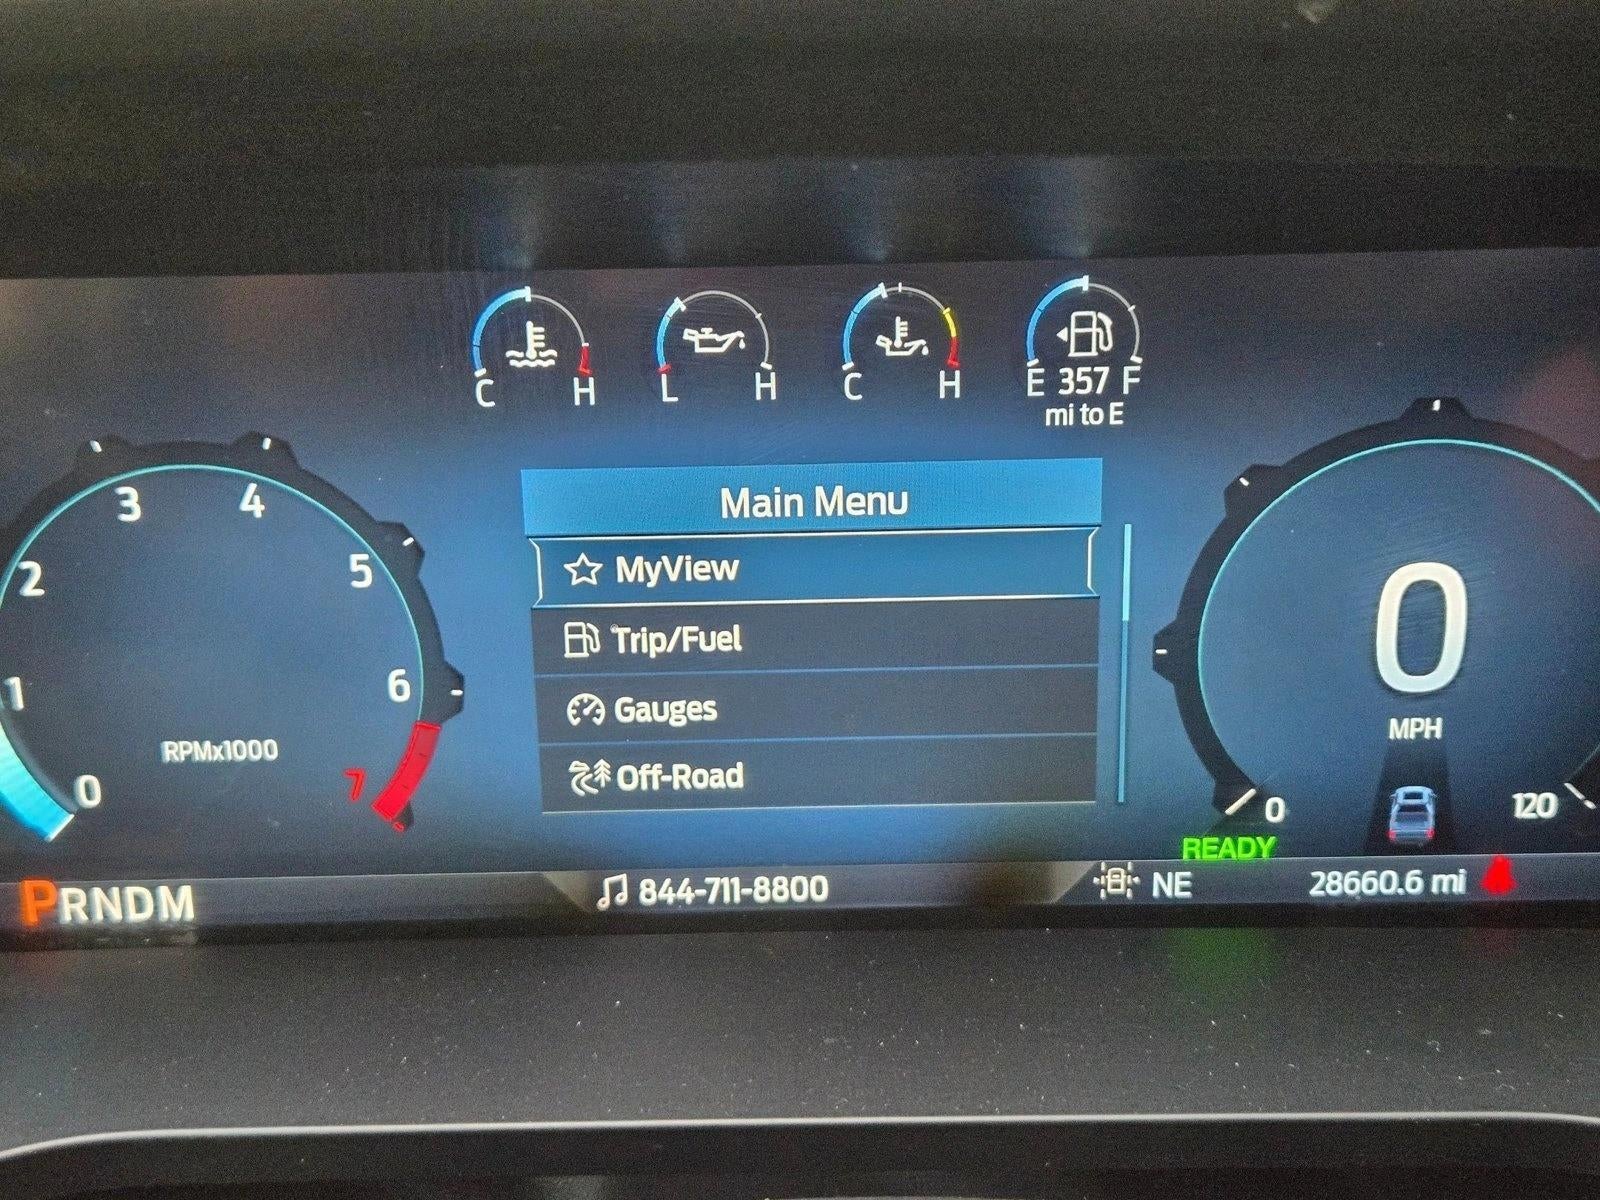 C H
L H
C H
E 357 F
mi to E
Main Menu
MyView
Trip/Fuel
Gauges
Off-Road
0
1
2
3
4
5
6
7
RPMx1000
0
MPH
0
120
READY
PRNDM
844-711-8800
NE
28660.6 mi